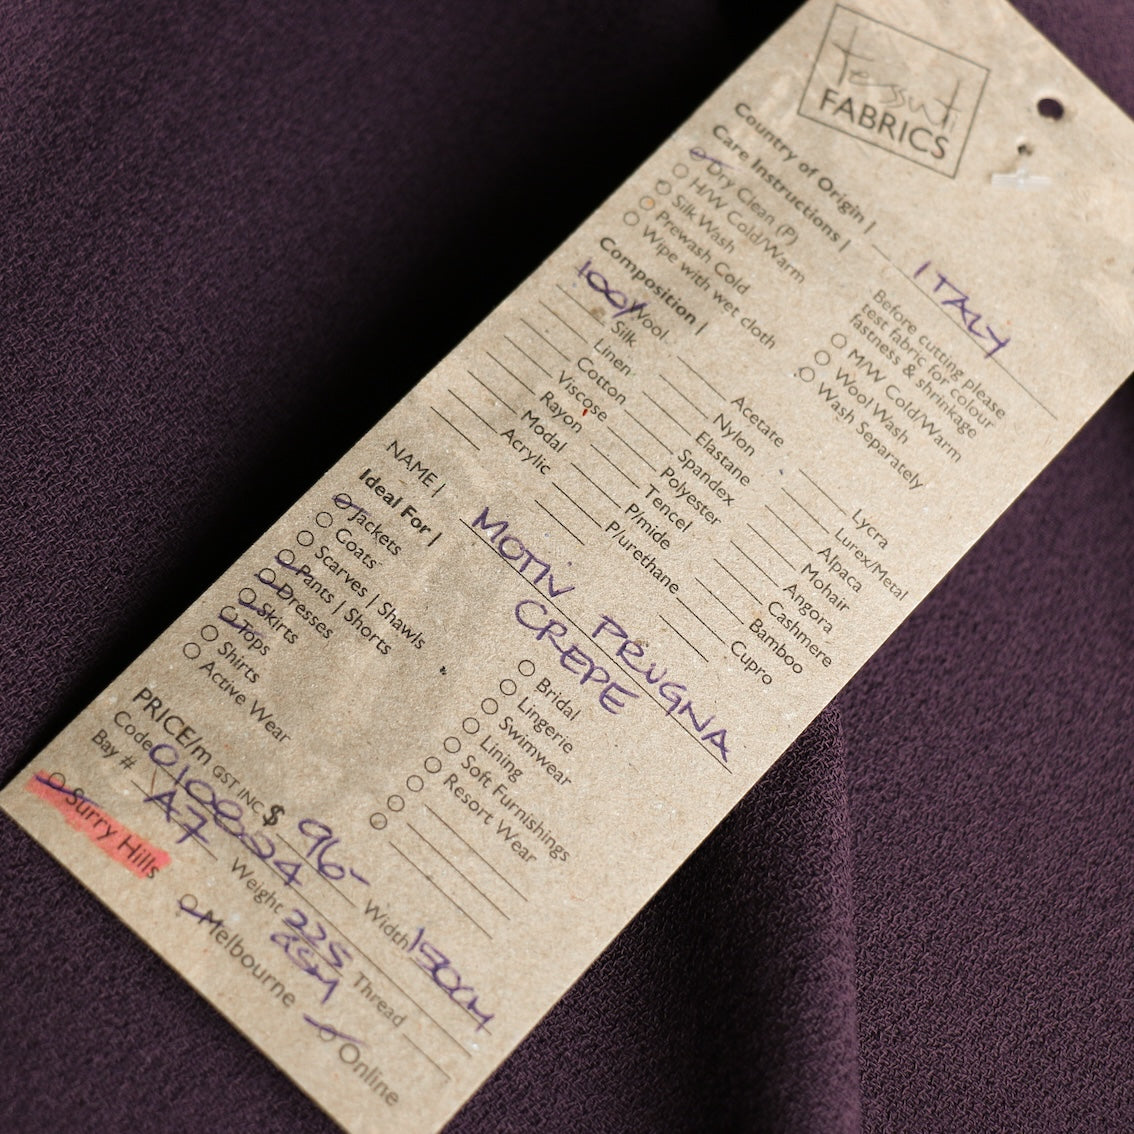 Tessuti
FABRICS
Country of Origin | ITALY
Care Instructions |
Dry Clean (P)
H/W Cold/Warm
Silk Wash
Prewash Cold
Wipe with wet cloth
Before cutting please
test fabric for colour
fastness & shrinkage
M/W Cold/Warm
Wool Wash
Wash Separately
Composition |
100% Wool
Silk
Linen
Cotton
Viscose
Rayon
Modal
Acrylic
Acetate
Nylon
Elastane
Spandex
Polyester
Tencel
P/mide
P/urethane
Lycra
Lurex/Metal
Alpaca
Mohair
Angora
Cashmere
Bamboo
Cupro
NAME | MOTIV PRUGNA
CREPE
Ideal For |
Jackets
Coats
Scarves | Shawls
Pants | Shorts
Dresses
Skirts
Tops
Shirts
Active Wear
Bridal
Lingerie
Swimwear
Lining
Soft Furnishings
Resort Wear
PRICE/m GST INC $ 96-
Code Width 150cm
Bay # A7 Weight 225 GSM Thread
Surry Hills Melbourne Online